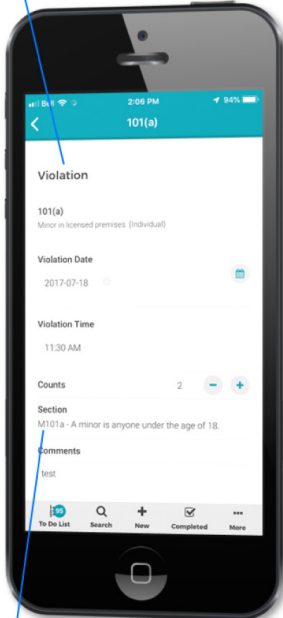 Bell 2:06 PM 94%
101(a)
Violation
101(a)
Minor in licensed premises (Individual)
Violation Date
2017-07-18
Violation Time
11:30 AM
Counts 2 - +
Section
M101a - A minor is anyone under the age of 18.
Comments
test
95
To Do List Search New Completed More